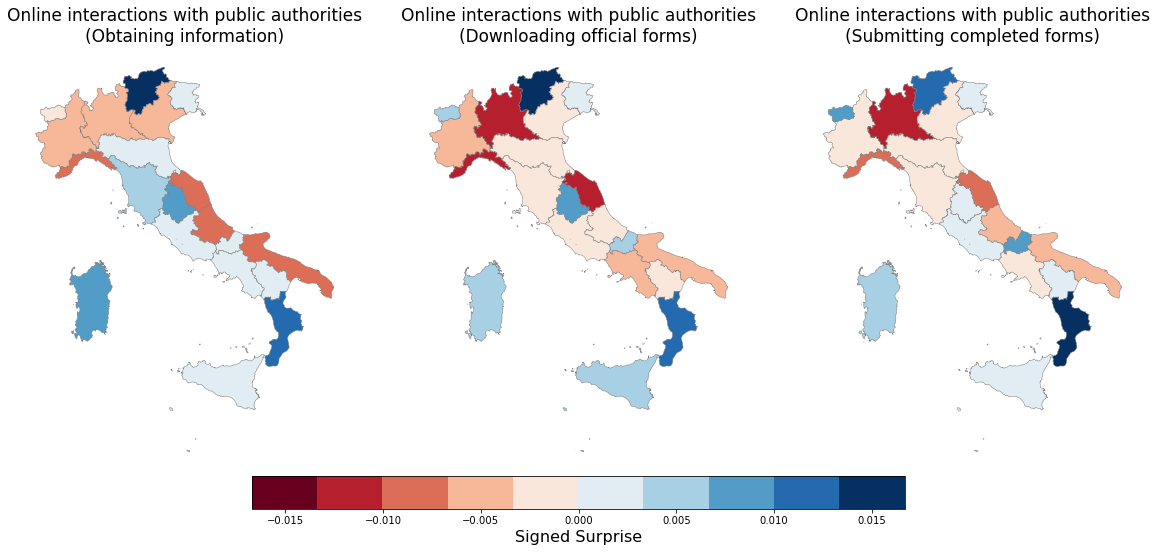 Online interactions with public authorities
(Obtaining information)
Online interactions with public authorities
(Downloading official forms)
Online interactions with public authorities
(Submitting completed forms)
−0.015 −0.010 −0.005 0.000 0.005 0.010 0.015
Signed Surprise